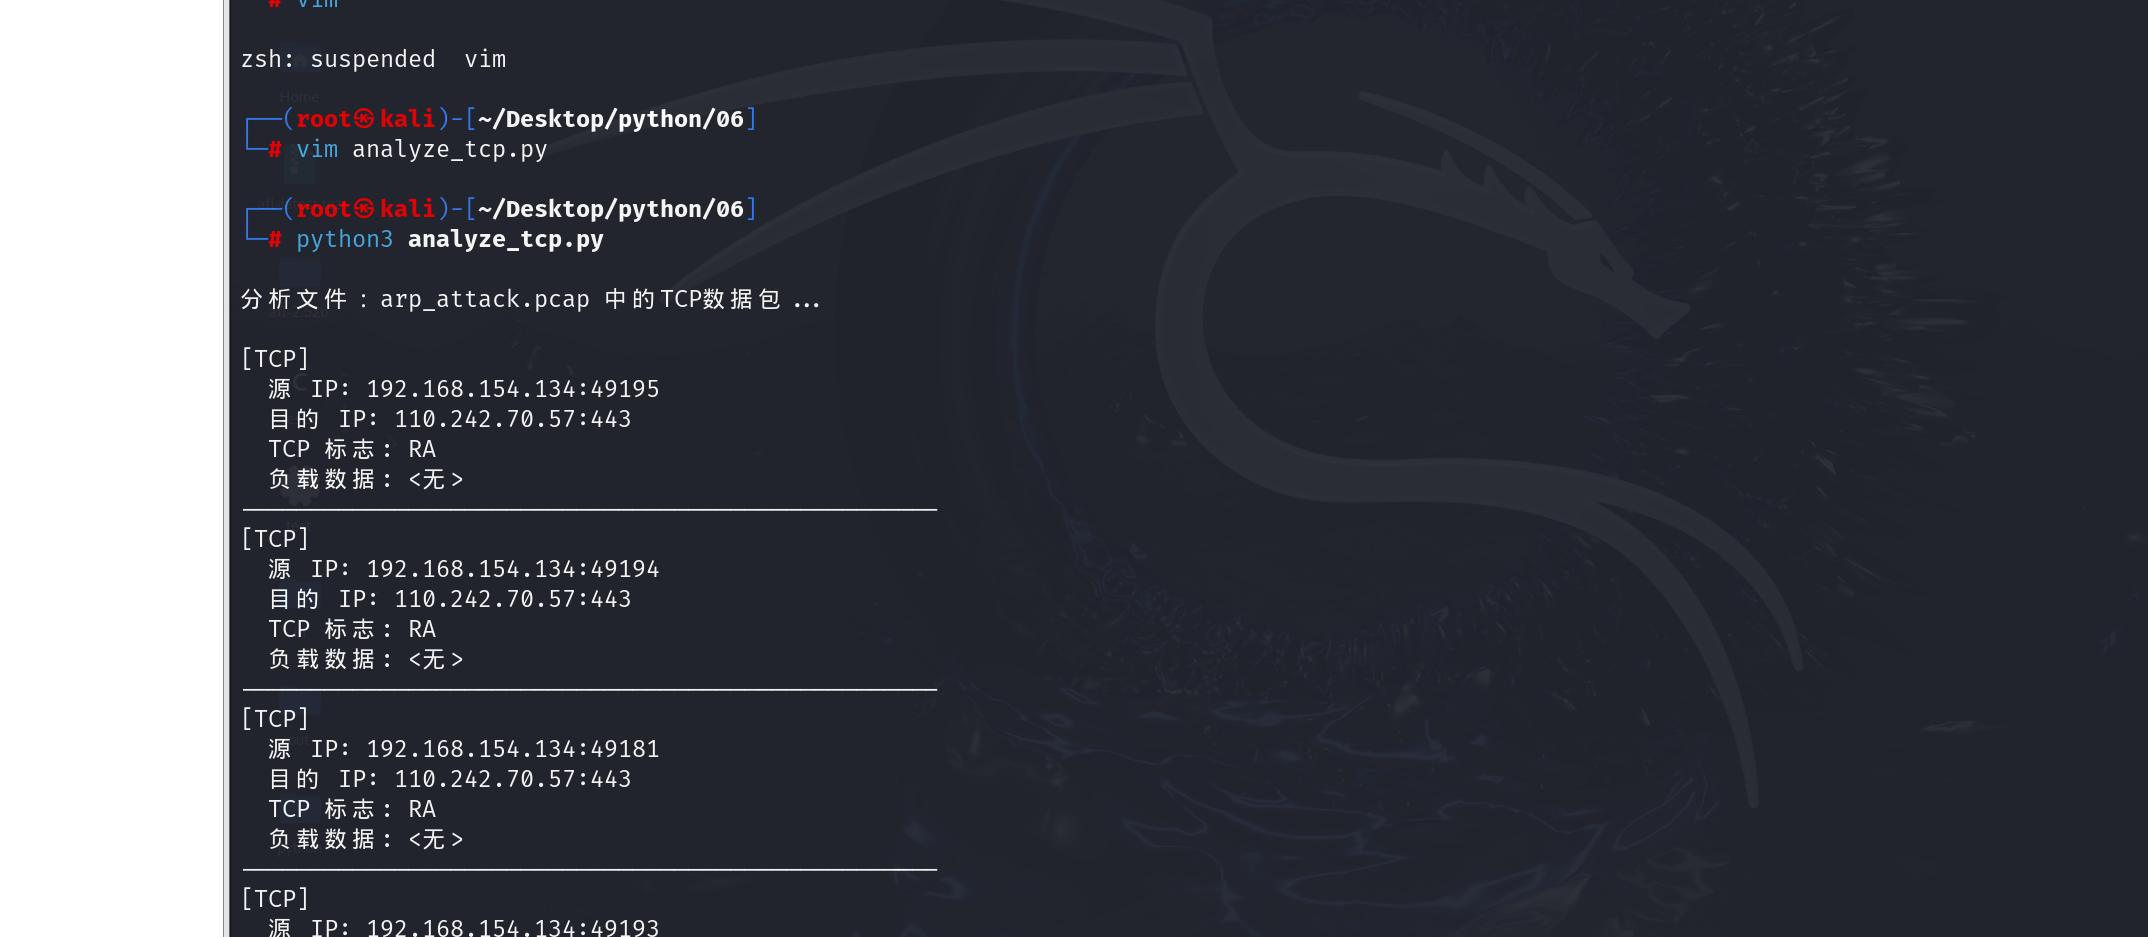 # vim
zsh: suspended  vim
┌──(root㉿kali)-[~/Desktop/python/06]
└─# vim analyze_tcp.py
┌──(root㉿kali)-[~/Desktop/python/06]
└─# python3 analyze_tcp.py
分析文件：arp_attack.pcap 中的TCP数据包 ...
[TCP]
源 IP: 192.168.154.134:49195
目的 IP: 110.242.70.57:443
TCP 标志: RA
负载数据: <无>
[TCP]
源 IP: 192.168.154.134:49194
目的 IP: 110.242.70.57:443
TCP 标志: RA
负载数据: <无>
[TCP]
源 IP: 192.168.154.134:49181
目的 IP: 110.242.70.57:443
TCP 标志: RA
负载数据: <无>
[TCP]
源 IP: 192.168.154.134:49193